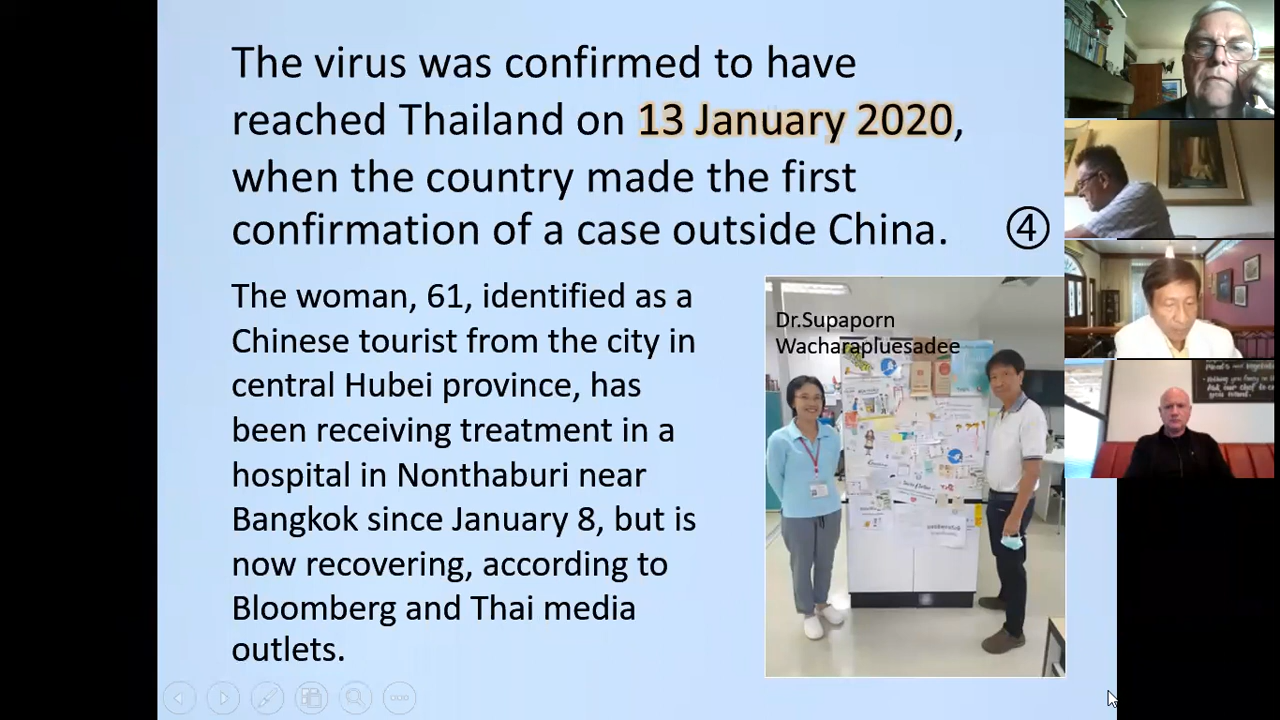 The virus was confirmed to have
reached Thailand on 13 January 2020,
when the country made the first
confirmation of a case outside China.
④
The woman, 61, identified as a
Chinese tourist from the city in
central Hubei province, has
been receiving treatment in a
hospital in Nonthaburi near
Bangkok since January 8, but is
now recovering, according to
Bloomberg and Thai media
outlets.
Dr.Supaporn
Wacharapluesadee